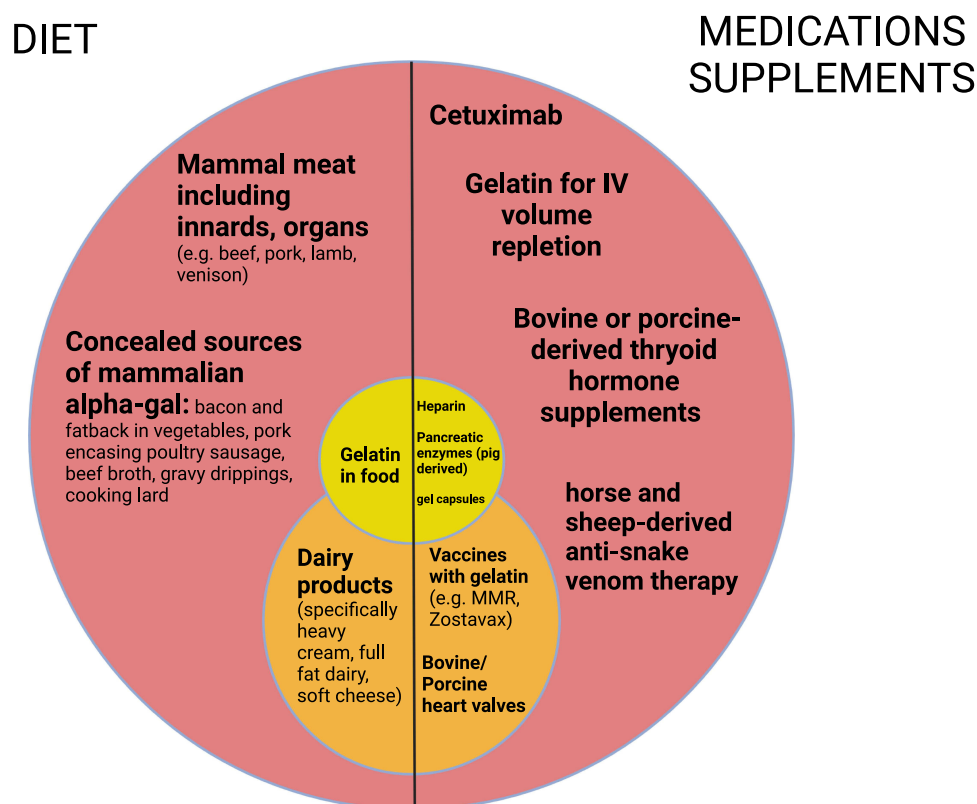 DIET
MEDICATIONS
SUPPLEMENTS
Mammal meat
including
innards, organs
(e.g. beef, pork, lamb,
venison)
Concealed sources
of mammalian
alpha-gal: bacon and
fatback in vegetables, pork
encasing poultry sausage,
beef broth, gravy drippings,
cooking lard
Gelatin
in food
Dairy
products
(specifically
heavy
cream, full
fat dairy,
soft cheese)
Cetuximab
Gelatin for IV
volume
repletion
Bovine or porcine-
derived thryoid
hormone
supplements
horse and
sheep-derived
anti-snake
venom therapy
Heparin
Pancreatic
enzymes (pig
derived)
gel capsules
Vaccines
with gelatin
(e.g. MMR,
Zostavax)
Bovine/
Porcine
heart valves